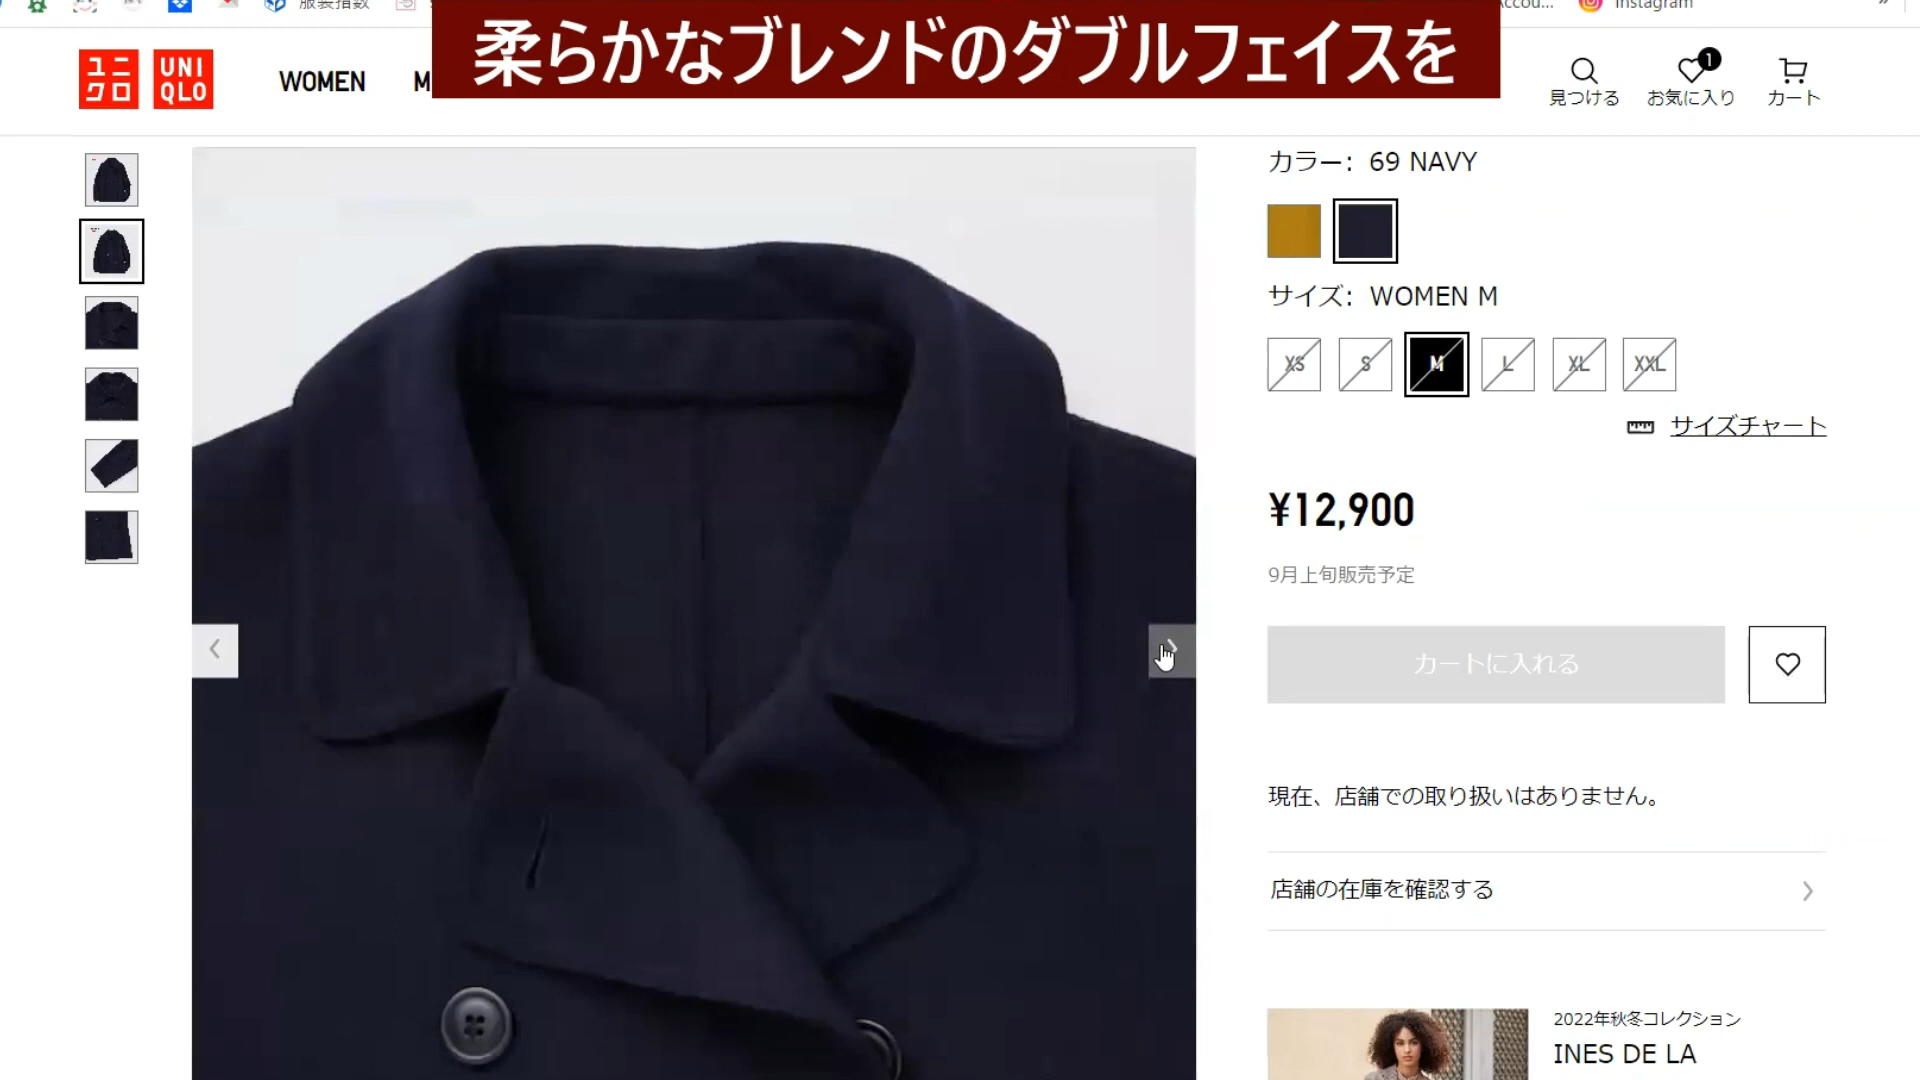 服装指数
Instagram
柔らかなブレンドのダブルフェイスを
ユニクロ
UNIQLO
WOMEN
見つける
1
お気に入り
カート
カラー: 69 NAVY
サイズ: WOMEN M
XS
S
M
L
XL
XXL
サイズチャート
¥12,900
9月上旬販売予定
カートに入れる
現在、店舗での取り扱いはありません。
店舗の在庫を確認する
2022年秋冬コレクション
INES DE LA